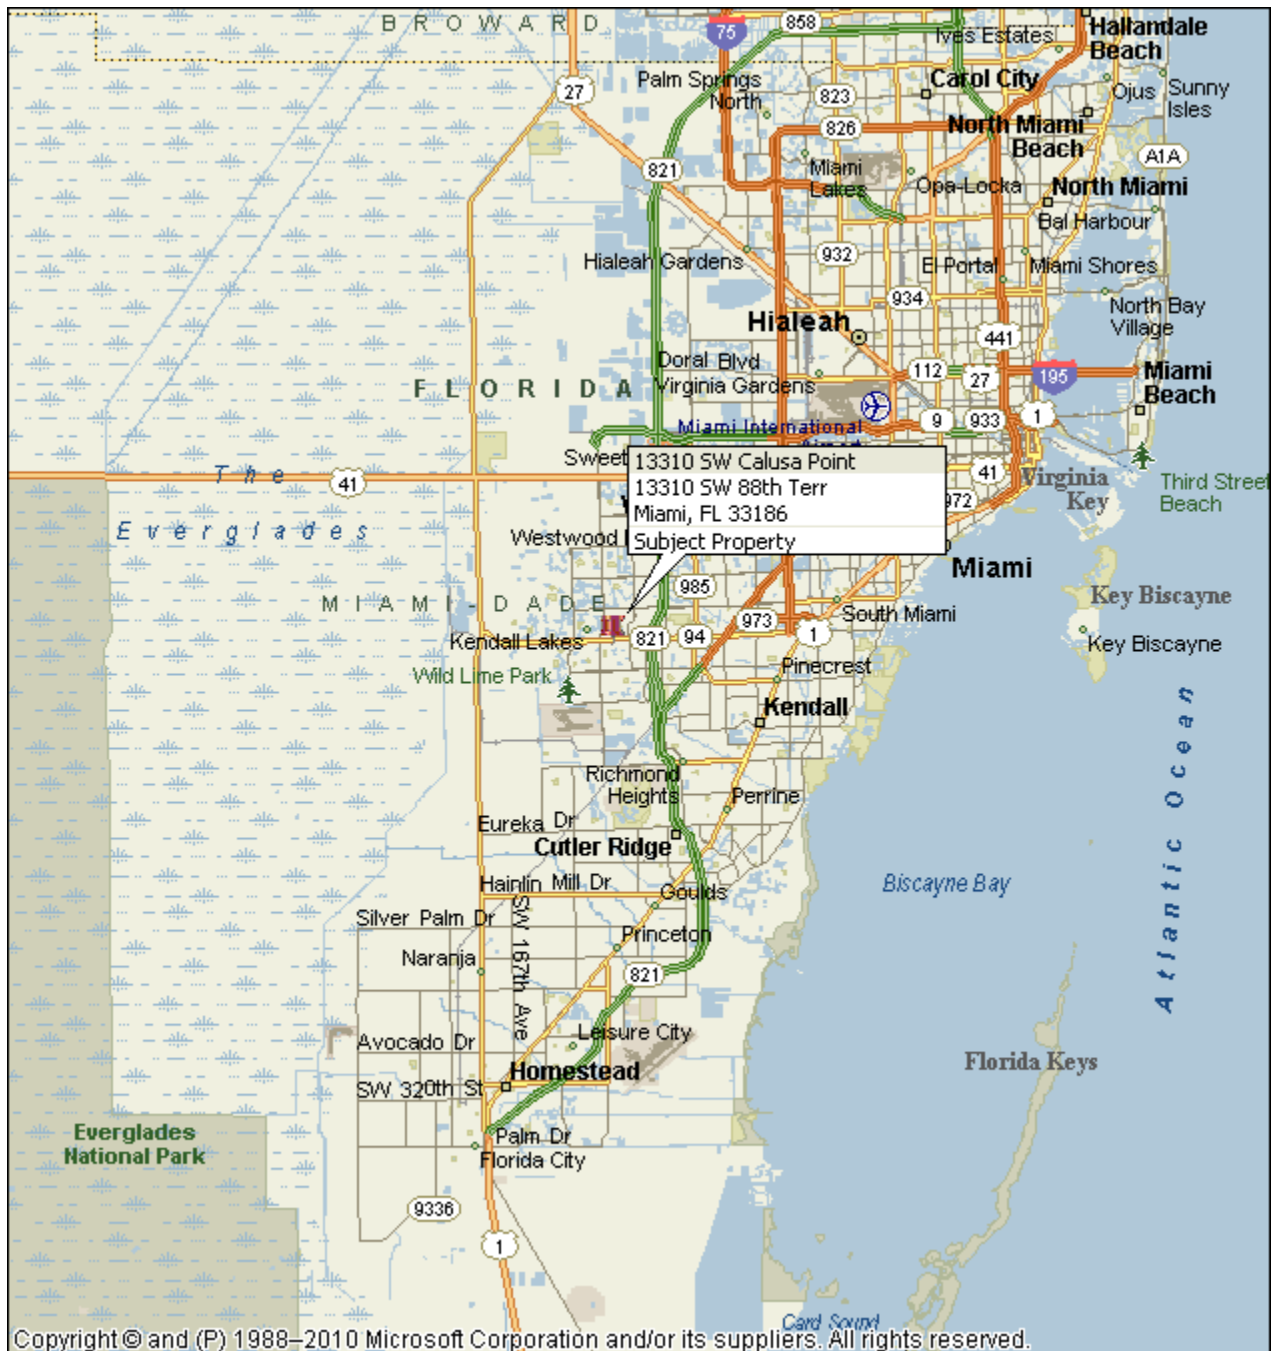 BROWARD
858
75
Ives Estates
Hallandale
Beach
27
Palm Springs
North
Carol City
823
Ojus
Sunny
Isles
826
North Miami
Beach
821
Miami
Lakes
Opa-Locka
North Miami
A1A
Bal Harbour
Hialeah Gardens
932
El Portal
Miami Shores
934
North Bay
Village
Hialeah
441
Doral Blvd
112
27
195
Miami
Beach
FLORIDA
Virginia Gardens
Miami International
9
933
1
Sweet
The
41
13310 SW Calusa Point
13310 SW 88th Terr
Miami, FL 33186
Subject Property
41
972
Virginia
Key
Third Street
Beach
Everglades
Westwood
Miami
985
MIAMI-DADE
Key Biscayne
973
South Miami
Kendall Lakes
821
94
1
Key Biscayne
Wild Lime Park
Pinecrest
Kendall
Atlantic Ocean
Richmond
Heights
Perrine
Eureka Dr
Cutler Ridge
Hainlin Mill Dr
Goulds
Biscayne Bay
Silver Palm Dr
SW 167th Ave
Princeton
Naranja
821
Avocado Dr
Leisure City
Homestead
Florida Keys
SW 320th St
Everglades
National Park
Palm Dr
Florida City
9336
1
Card Sound
Copyright © and (P) 1988–2010 Microsoft Corporation and/or its suppliers. All rights reserved.